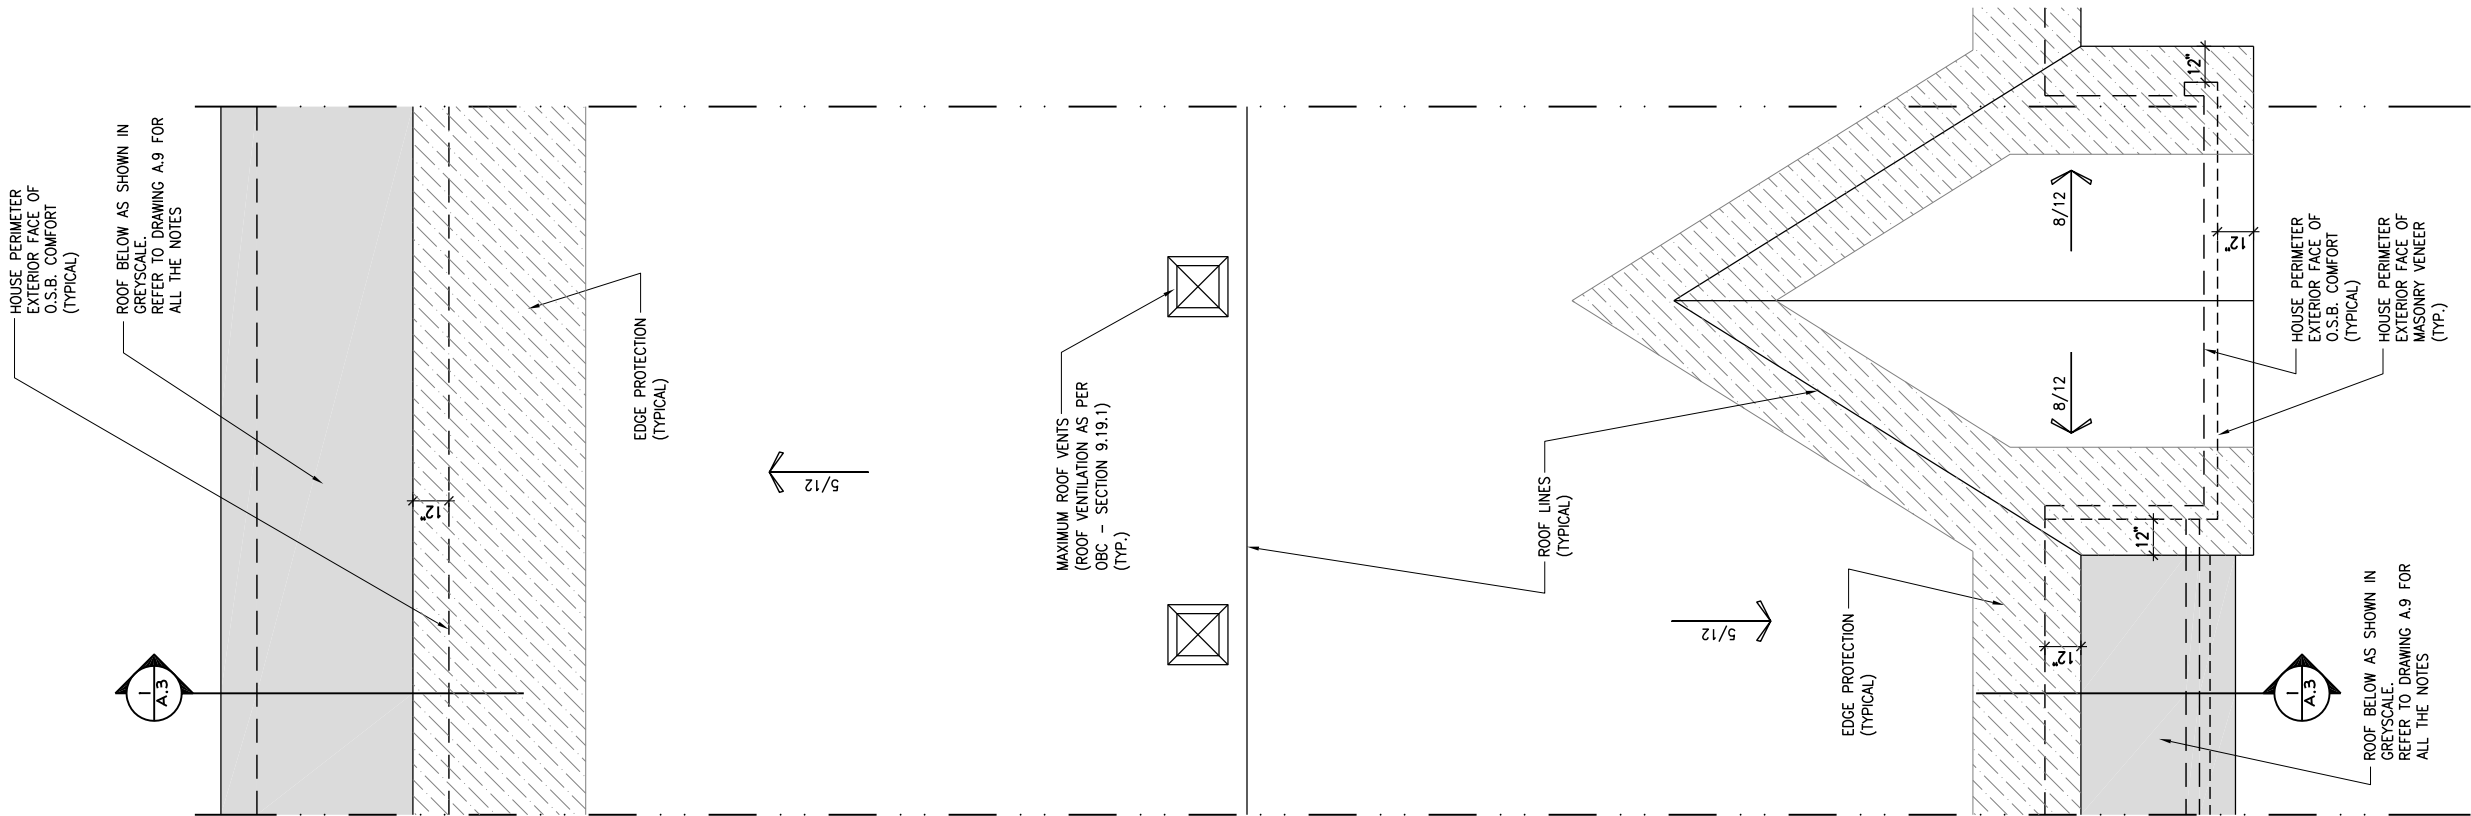 HOUSE PERIMETER
EXTERIOR FACE OF
O.S.B. COMFORT
(TYPICAL)
ROOF BELOW AS SHOWN IN
GREYSCALE.
REFER TO DRAWING A.9 FOR
ALL THE NOTES
1
A.3
12"
EDGE PROTECTION
(TYPICAL)
5/12
MAXIMUM ROOF VENTS
(ROOF VENTILATION AS PER
OBC - SECTION 9.19.1)
(TYP.)
ROOF LINES
(TYPICAL)
5/12
EDGE PROTECTION
(TYPICAL)
12"
8/12
8/12
12"
12"
12"
HOUSE PERIMETER
EXTERIOR FACE OF
O.S.B. COMFORT
(TYPICAL)
HOUSE PERIMETER
EXTERIOR FACE OF
MASONRY VENEER
(TYP.)
1
A.3
ROOF BELOW AS SHOWN IN
GREYSCALE.
REFER TO DRAWING A.9 FOR
ALL THE NOTES